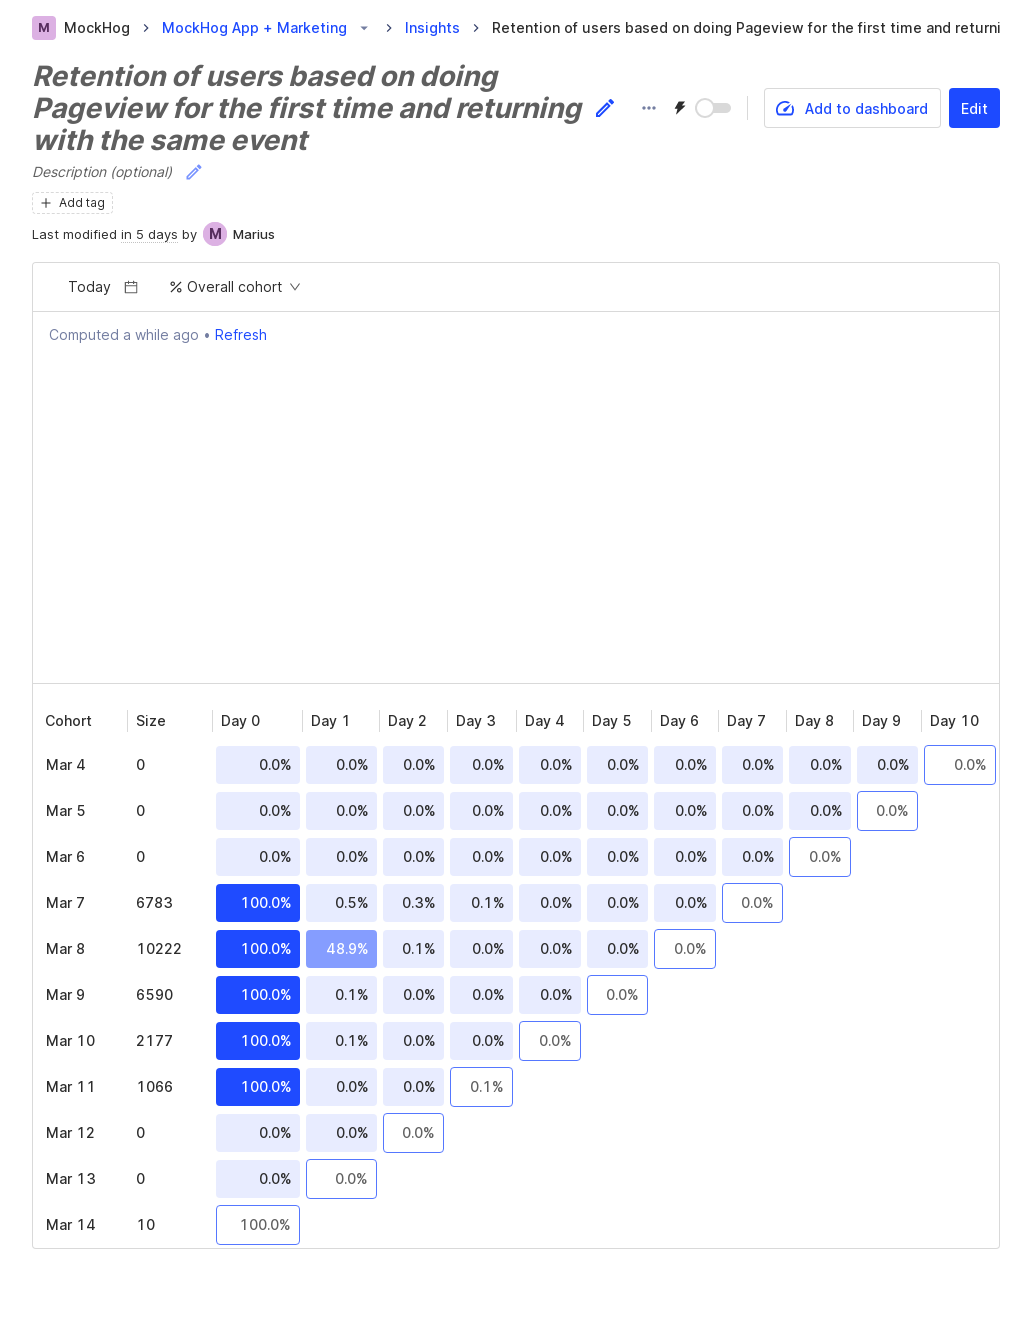 M MockHog > MockHog App + Marketing > Insights > Retention of users based on doing Pageview for the first time and returni
Retention of users based on doing
Pageview for the first time and returning
with the same event
Add to dashboard Edit
Description (optional)
+ Add tag
Last modified in 5 days by M Marius
Today % Overall cohort
Computed a while ago • Refresh
Cohort Size Day 0 Day 1 Day 2 Day 3 Day 4 Day 5 Day 6 Day 7 Day 8 Day 9 Day 10
Mar 4 0 0.0% 0.0% 0.0% 0.0% 0.0% 0.0% 0.0% 0.0% 0.0% 0.0% 0.0%
Mar 5 0 0.0% 0.0% 0.0% 0.0% 0.0% 0.0% 0.0% 0.0% 0.0% 0.0%
Mar 6 0 0.0% 0.0% 0.0% 0.0% 0.0% 0.0% 0.0% 0.0% 0.0%
Mar 7 6783 100.0% 0.5% 0.3% 0.1% 0.0% 0.0% 0.0% 0.0%
Mar 8 10222 100.0% 48.9% 0.1% 0.0% 0.0% 0.0% 0.0%
Mar 9 6590 100.0% 0.1% 0.0% 0.0% 0.0% 0.0%
Mar 10 2177 100.0% 0.1% 0.0% 0.0% 0.0%
Mar 11 1066 100.0% 0.0% 0.0% 0.1%
Mar 12 0 0.0% 0.0% 0.0%
Mar 13 0 0.0% 0.0%
Mar 14 10 100.0%